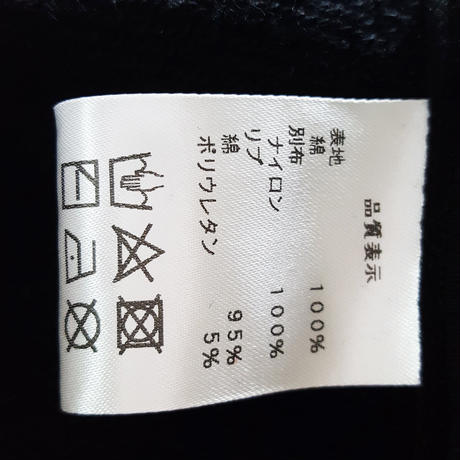 品質表示
表地
綿 100%
別布
ナイロン 100%
リブ
綿 95%
ポリウレタン 5%